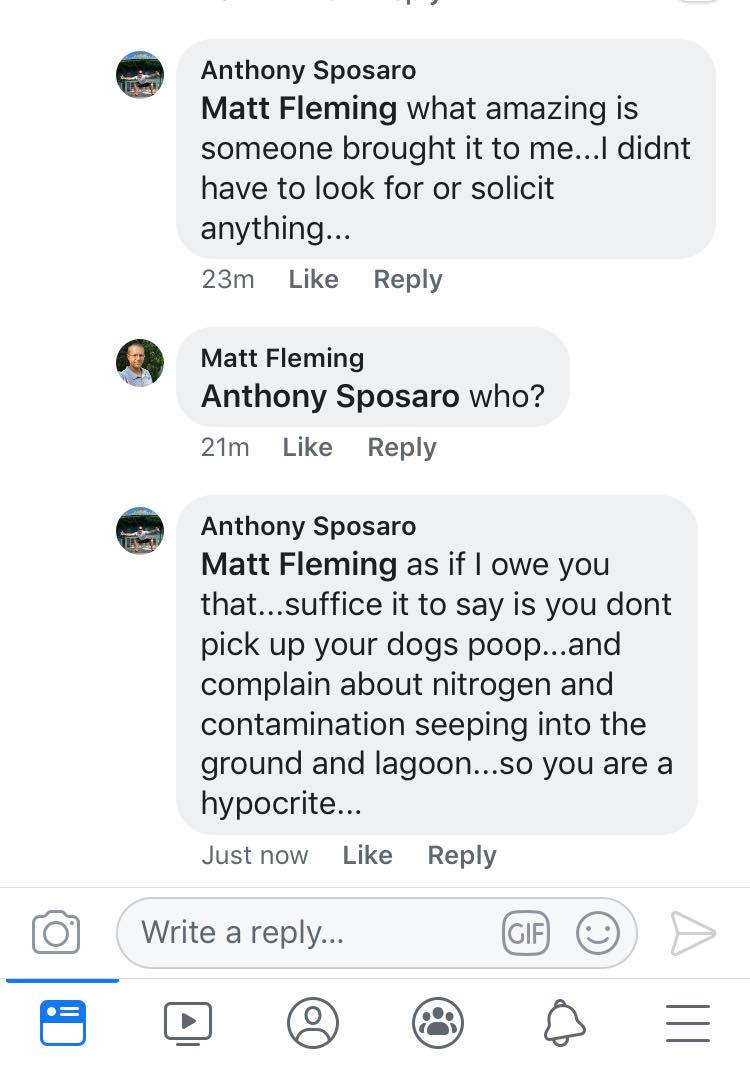 Anthony Sposaro
Matt Fleming what amazing is
someone brought it to me...I didnt
have to look for or solicit
anything...
23m Like Reply
Matt Fleming
Anthony Sposaro who?
21m Like Reply
Anthony Sposaro
Matt Fleming as if I owe you
that...suffice it to say is you dont
pick up your dogs poop...and
complain about nitrogen and
contamination seeping into the
ground and lagoon...so you are a
hypocrite...
Just now Like Reply
Write a reply...
GIF